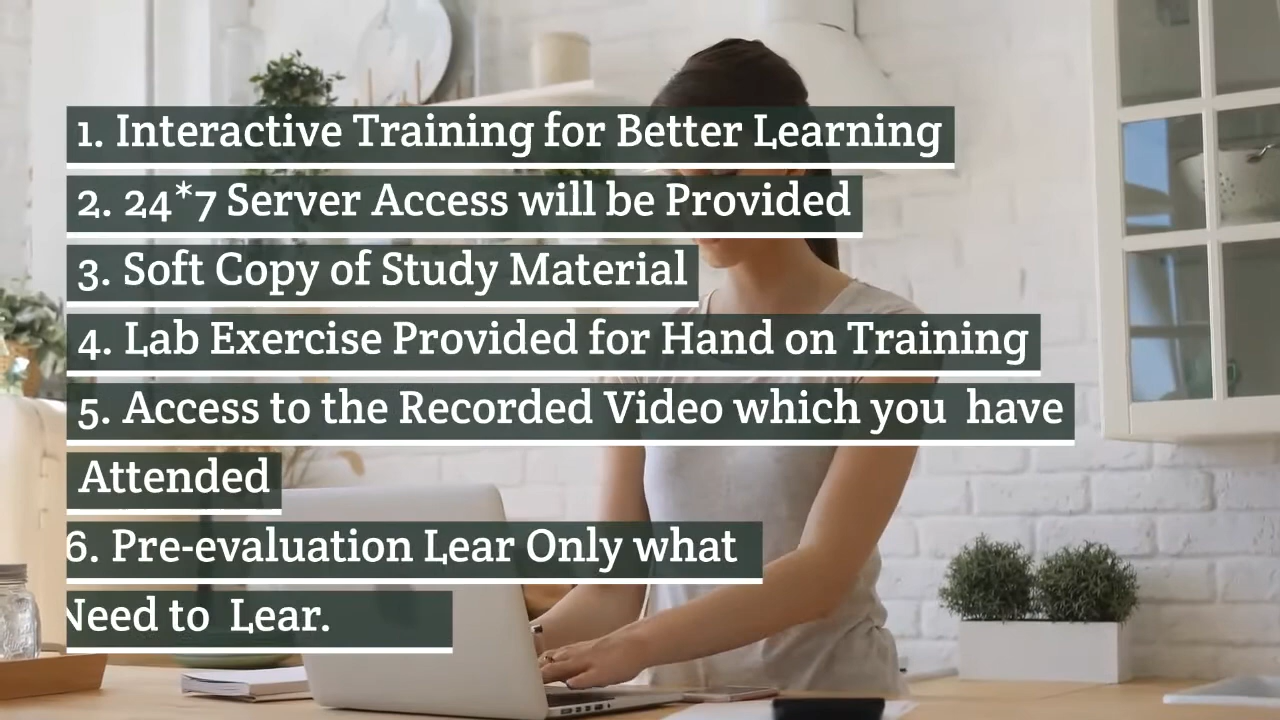 1. Interactive Training for Better Learning
2. 24*7 Server Access will be Provided
3. Soft Copy of Study Material
4. Lab Exercise Provided for Hand on Training
5. Access to the Recorded Video which you  have
Attended
6. Pre-evaluation Lear Only what
Need to  Lear.